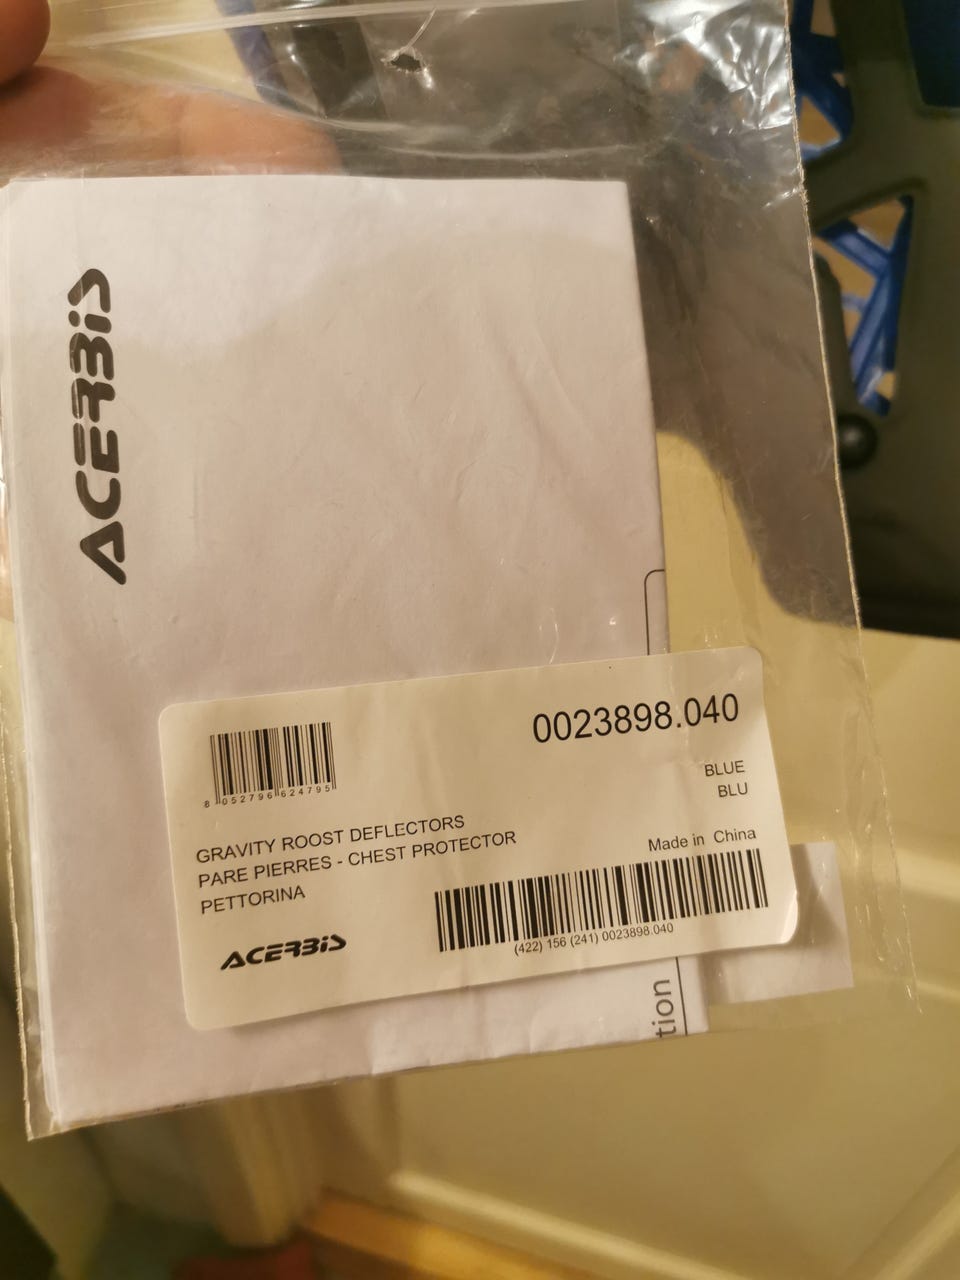 ACERBIS
0023898.040
8 052796 624795
BLUE
BLU
GRAVITY ROOST DEFLECTORS
PARE PIERRES - CHEST PROTECTOR
PETTORINA
Made in China
(422) 156 (241) 0023898.040
ACERBIS
tion